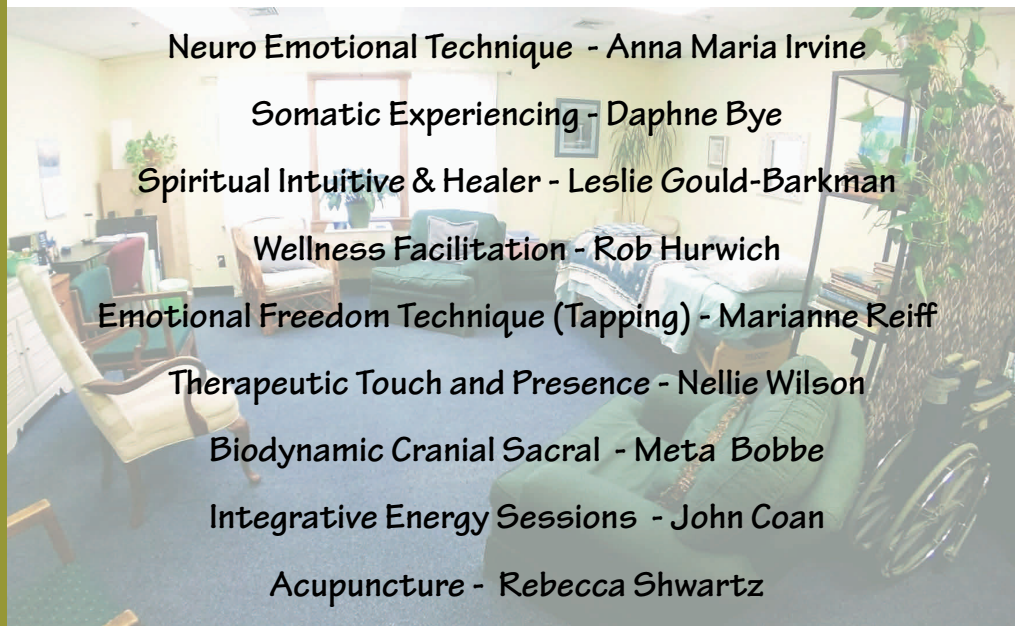 Neuro Emotional Technique - Anna Maria Irvine
Somatic Experiencing - Daphne Bye
Spiritual Intuitive & Healer - Leslie Gould-Barkman
Wellness Facilitation - Rob Hurwich
Emotional Freedom Technique (Tapping) - Marianne Reiff
Therapeutic Touch and Presence - Nellie Wilson
Biodynamic Cranial Sacral - Meta Bobbe
Integrative Energy Sessions - John Coan
Acupuncture - Rebecca Shwartz